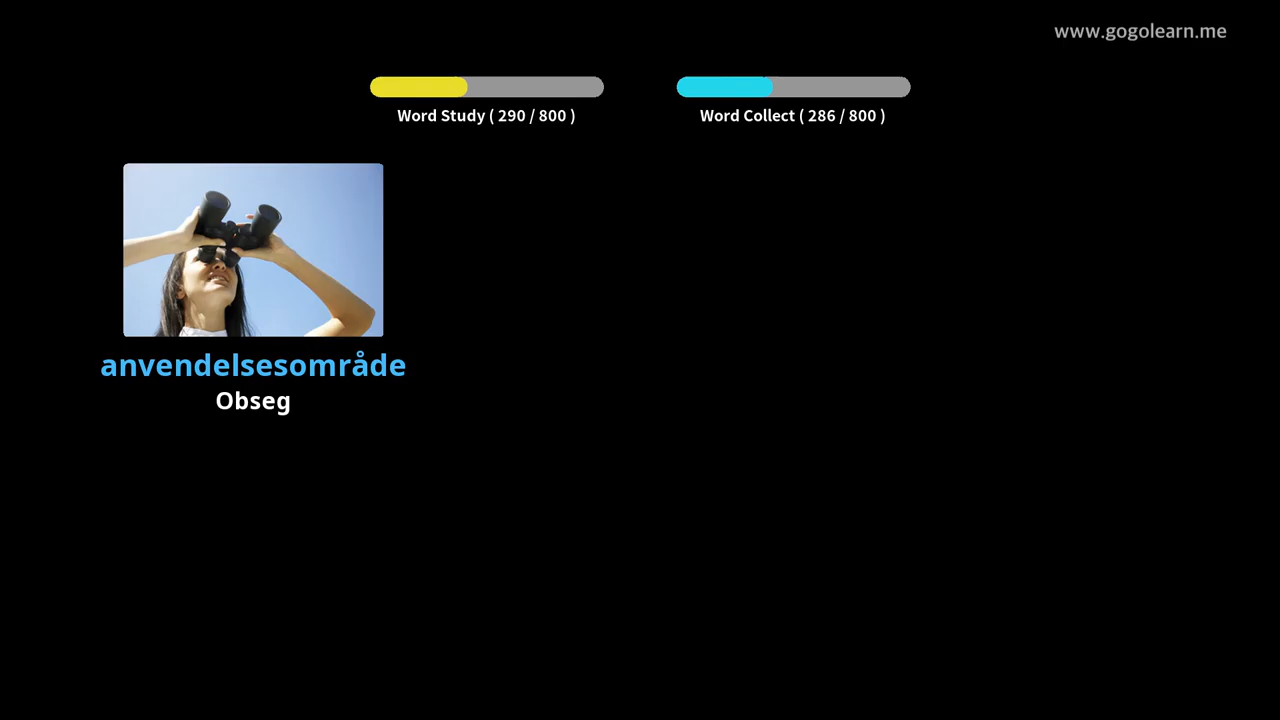 www.gogolearn.me
Word Study ( 290 / 800 )
Word Collect ( 286 / 800 )
anvendelsesområde
Obseg